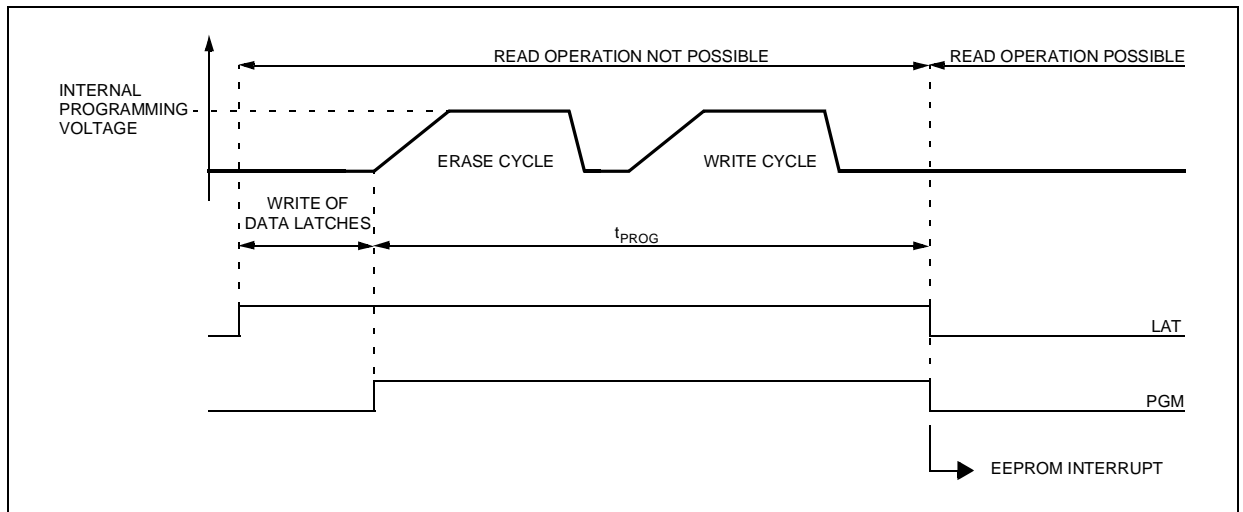 READ OPERATION NOT POSSIBLE
READ OPERATION POSSIBLE
INTERNAL
PROGRAMMING
VOLTAGE
ERASE CYCLE
WRITE CYCLE
WRITE OF
DATA LATCHES
tPROG
LAT
PGM
EEPROM INTERRUPT